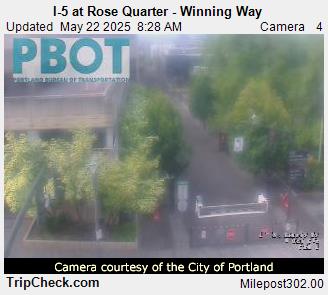 I-5 at Rose Quarter - Winning Way
Updated May 22 2025 8:28 AM Camera 4
PBOT
PORTLAND BUREAU OF TRANSPORTATION
Camera courtesy of the City of Portland
TripCheck.com Milepost302.00